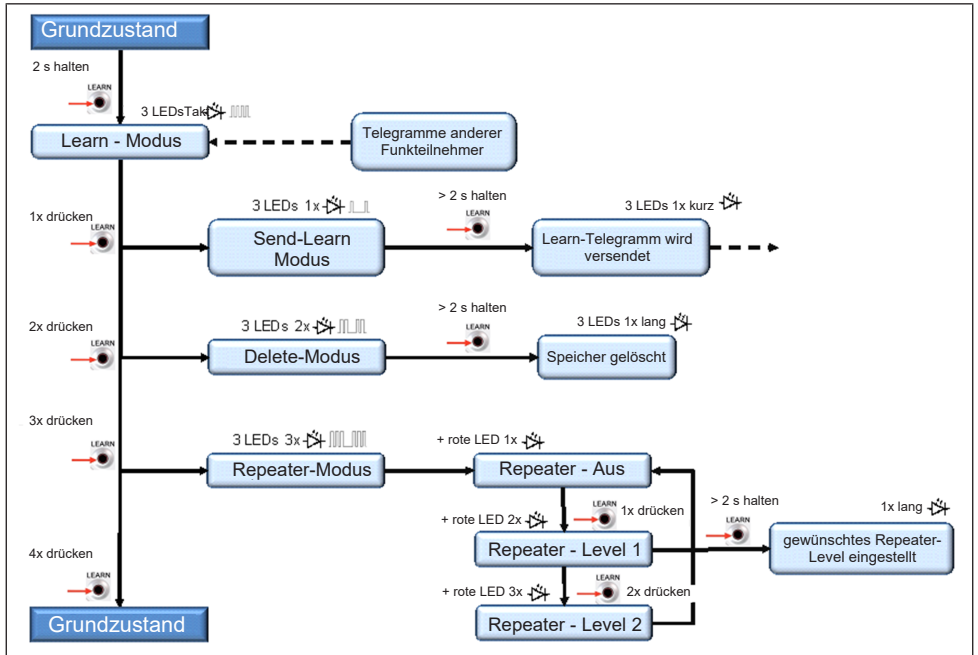 Grundzustand
2 s halten
LEARN
3 LEDsTak
Learn - Modus
Telegramme anderer
Funkteilnehmer
1x drücken
LEARN
3 LEDs 1x
Send-Learn
Modus
> 2 s halten
LEARN
3 LEDs 1x kurz
Learn-Telegramm wird
versendet
2x drücken
LEARN
3 LEDs 2x
Delete-Modus
> 2 s halten
LEARN
3 LEDs 1x lang
Speicher gelöscht
3x drücken
LEARN
3 LEDs 3x
Repeater-Modus
+ rote LED 1x
Repeater - Aus
LEARN
1x drücken
+ rote LED 2x
Repeater - Level 1
> 2 s halten
LEARN
1x lang
gewünschtes Repeater-
Level eingestellt
LEARN
2x drücken
+ rote LED 3x
Repeater - Level 2
4x drücken
LEARN
Grundzustand